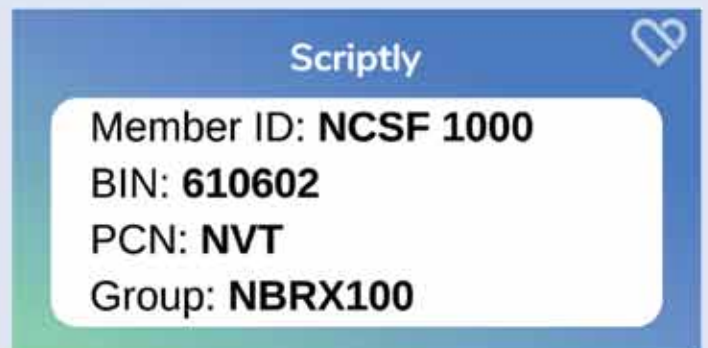 Scriptly
Member ID: NCSF 1000
BIN: 610602
PCN: NVT
Group: NBRX100